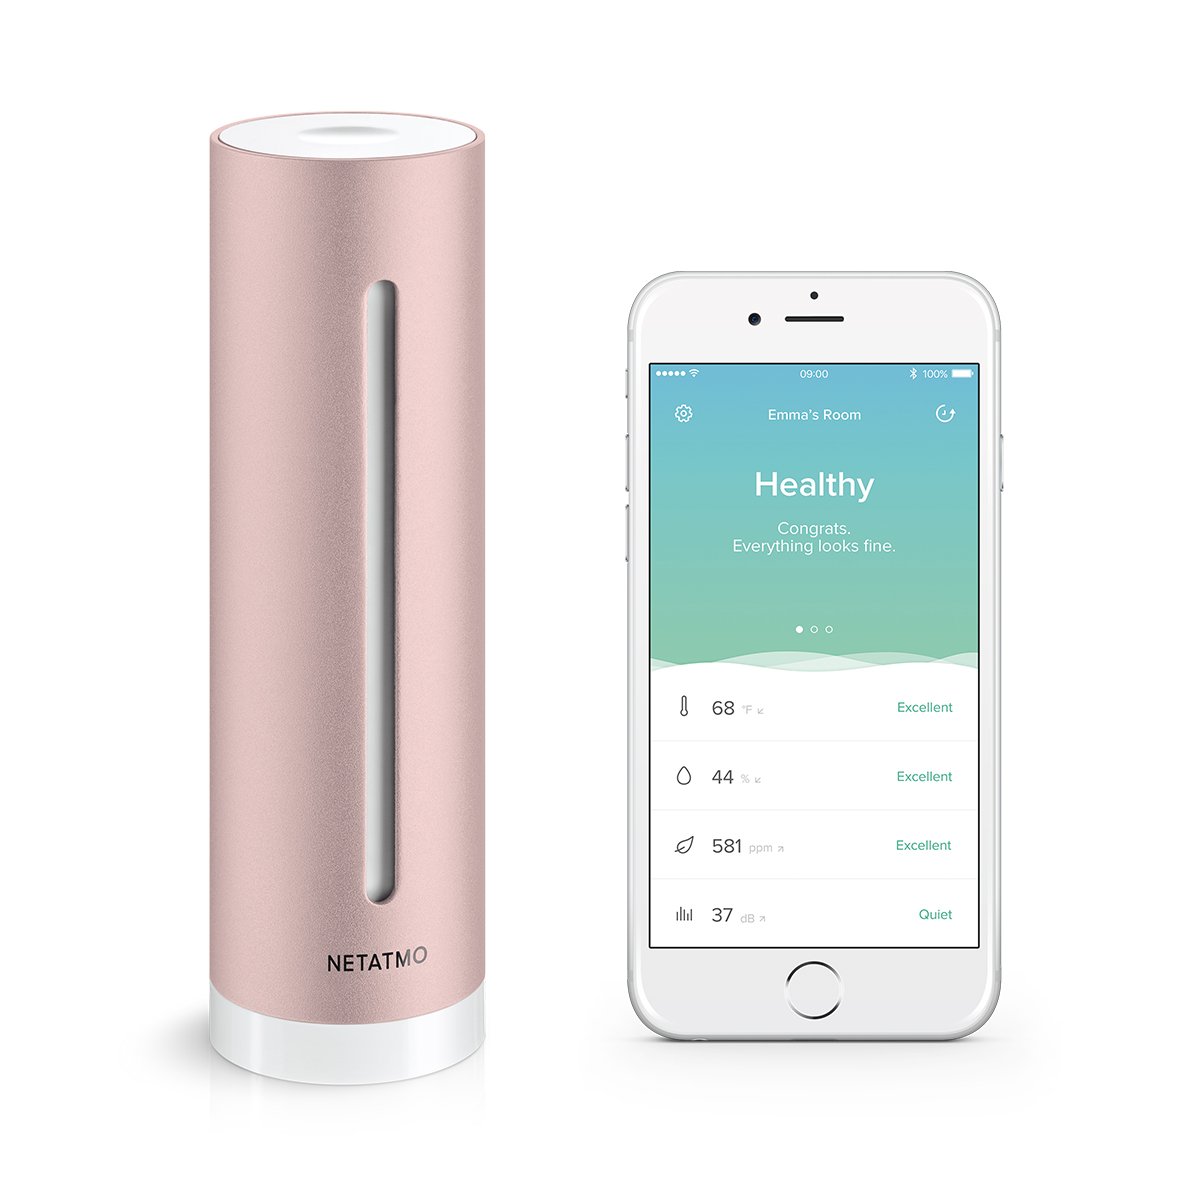 NETATMO
09:00
100%
Emma's Room
Healthy
Congrats.
Everything looks fine.
68 °F Excellent
44 % Excellent
581 ppm Excellent
37 dB Quiet